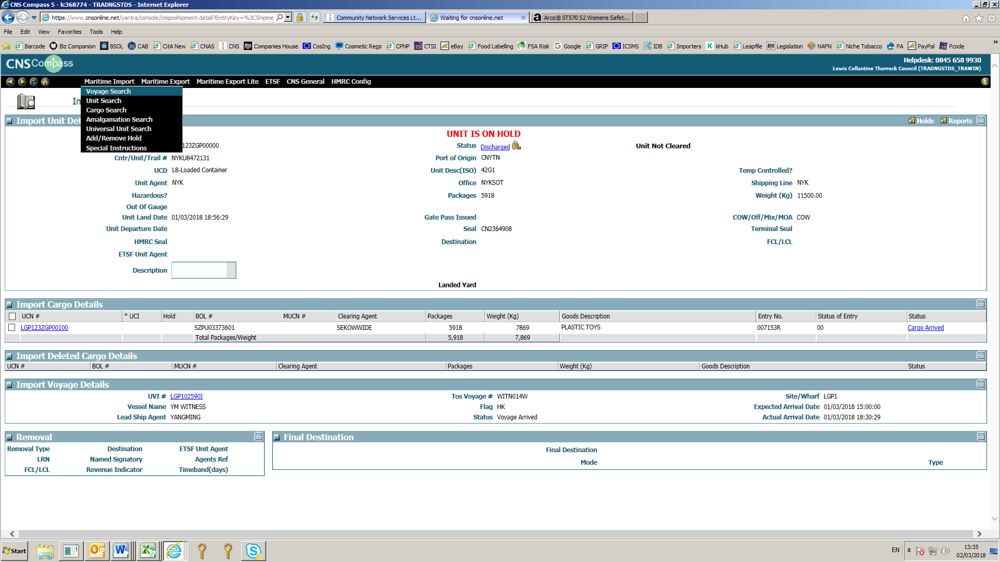 CNS Compass 5 - lc368774 - TRADNGSTDS - Internet Explorer
https://www.cnsonline.net/yantra/console/cmiposhipment.detail?EntityKey=%3CShipme
Community Network Services Lt...
Waiting for cnsonline.net
Arco® ST570 S2 Womens Safet...
File Edit View Favorites Tools Help
Barcode Biz Companion BSOL CAB CitA New CNAS CNS Companies House CosIng Cosmetic Regs CPNP CTSI eBay Food Labelling FSA Risk Google GRIP ICSMS IDB Importers kHub Leapfile Legislation NAFN Niche Tobacco PA PayPal Pcode
CNSCompass
Helpdesk: 0845 658 9930
Lewis Collantine Thurrock Council (TRADNGSTDS_TRAWIN)
Maritime Import Maritime Export Maritime Export Lite ETSF CNS General HMRC Config
Voyage Search
Unit Search
Cargo Search
Amalgamation Search
Universal Unit Search
Add/Remove Hold
Special Instructions
Im
Import Unit Det
Holds Reports
UNIT IS ON HOLD
123ZGP00000
Status Discharged
Unit Not Cleared
Cntr/Unit/Trail # NYKU8472131
Port of Origin CNYTN
UCD L8-Loaded Container
Unit Desc(ISO) 42G1
Temp Controlled?
Unit Agent NYK
Office NYKSOT
Shipping Line NYK
Hazardous?
Packages 5918
Weight (Kg) 11500.00
Out Of Gauge
Unit Land Date 01/03/2018 18:56:29
Gate Pass Issued
COW/Off/Mix/MOA COW
Unit Departure Date
Seal CN2364908
Terminal Seal
HMRC Seal
Destination
FCL/LCL
ETSF Unit Agent
Description
Landed Yard
Import Cargo Details
UCN # * UCI Hold BOL # MUCN # Clearing Agent Packages Weight (Kg) Goods Description Entry No. Status of Entry Status
LGP123ZGP00100 SZPU03373601 SEKOWWIDE 5918 7869 PLASTIC TOYS 007153R 00 Cargo Arrived
Total Packages/Weight 5,918 7,869
Import Deleted Cargo Details
UCN # BOL # MUCN # Clearing Agent Packages Weight (Kg) Goods Description Status
Import Voyage Details
UVI # LGP102590I
Tos Voyage # WITN014W
Site/Wharf LGP1
Vessel Name YM WITNESS
Flag HK
Expected Arrival Date 01/03/2018 15:00:00
Lead Ship Agent YANGMING
Status Voyage Arrived
Actual Arrival Date 01/03/2018 18:30:29
Removal
Removal Type Destination ETSF Unit Agent
LRN Named Signatory Agents Ref
FCL/LCL Revenue Indicator Timeband(days)
Final Destination
Final Destination
Mode Type
Start
EN
13:35
02/03/2018